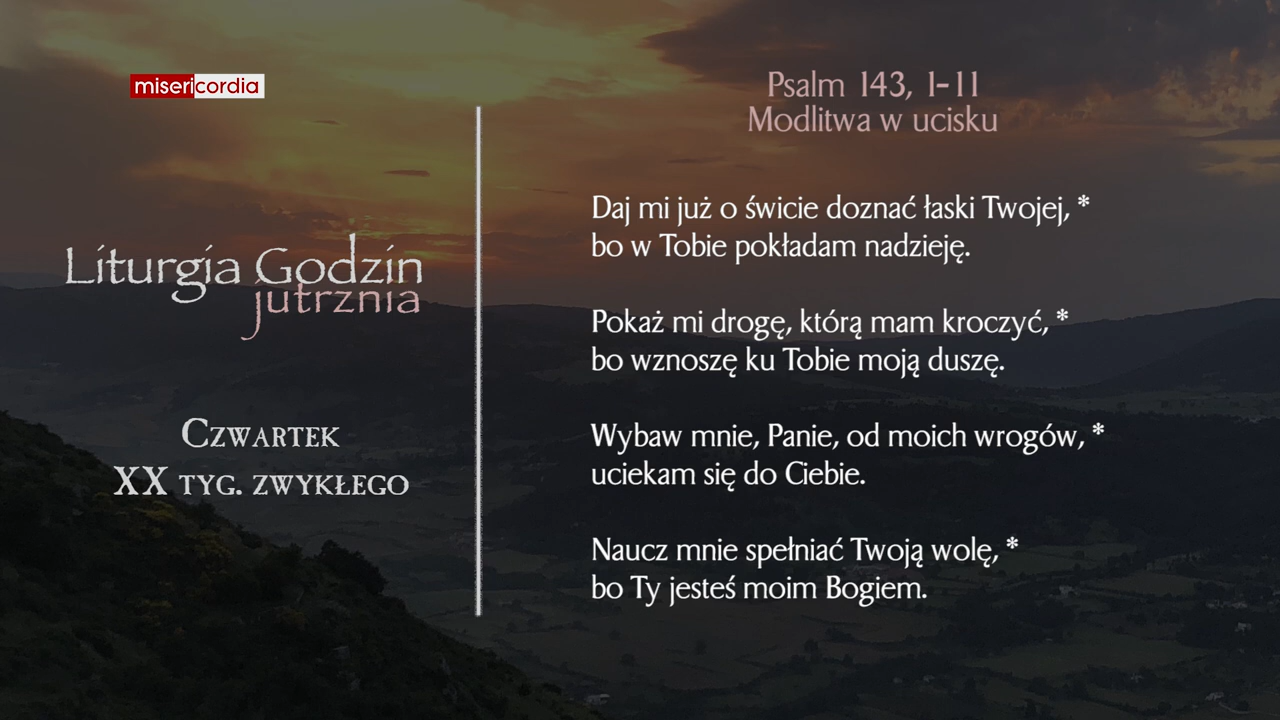 misericordia
Liturgia Godzin
jutrznia
Czwartek
XX tyg. zwykłego
Psalm 143, 1-11
Modlitwa w ucisku
Daj mi już o świcie doznać łaski Twojej, *
bo w Tobie pokładam nadzieję.
Pokaż mi drogę, którą mam kroczyć, *
bo wznoszę ku Tobie moją duszę.
Wybaw mnie, Panie, od moich wrogów, *
uciekam się do Ciebie.
Naucz mnie spełniać Twoją wolę, *
bo Ty jesteś moim Bogiem.